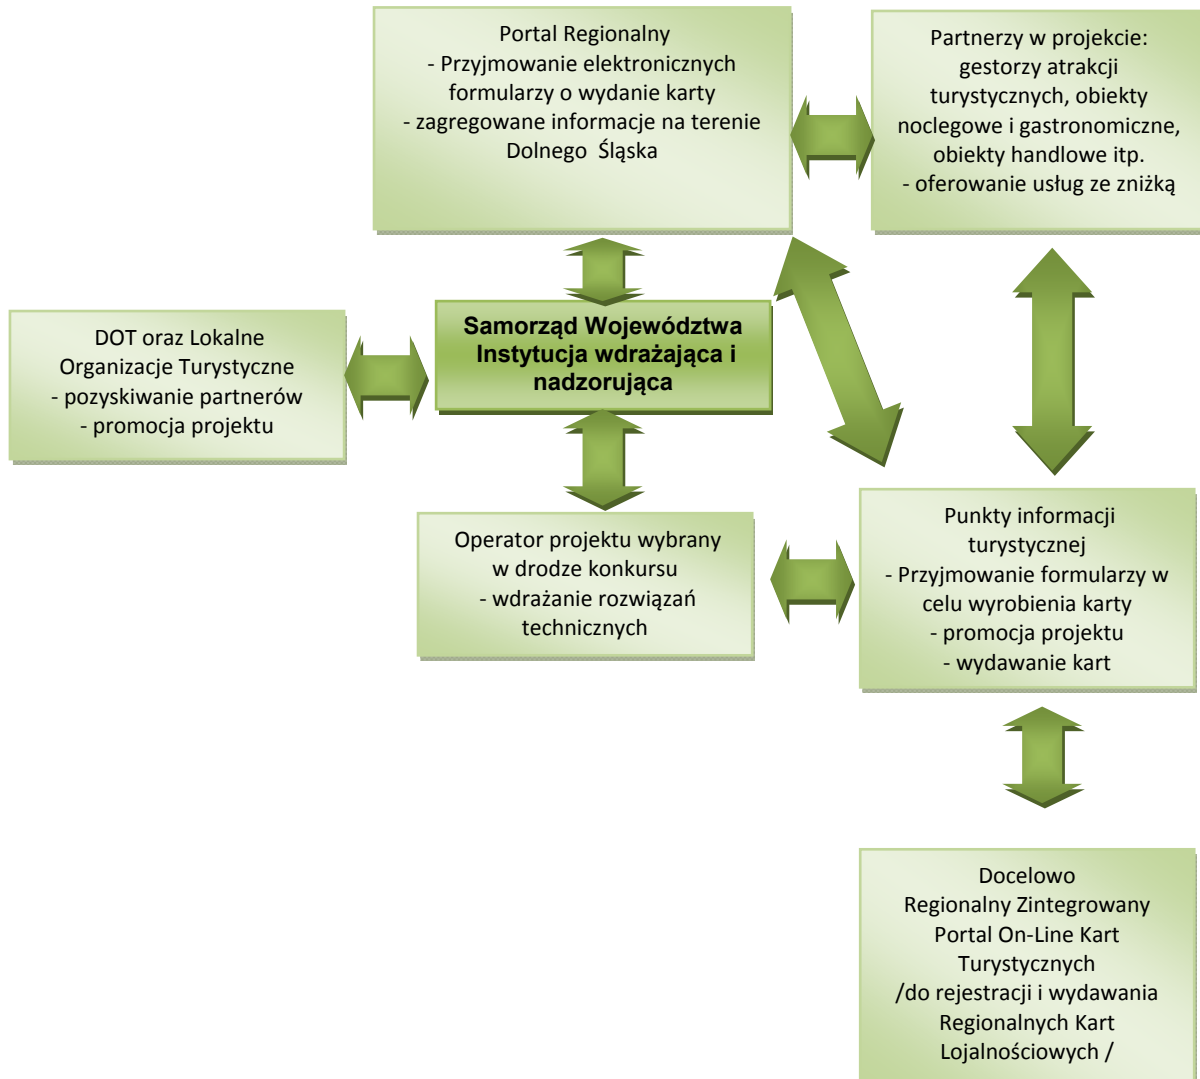 Portal Regionalny
- Przyjmowanie elektronicznych
formularzy o wydanie karty
- zagregowane informacje na terenie
Dolnego Śląska
Partnerzy w projekcie:
gestorzy atrakcji
turystycznych, obiekty
noclegowe i gastronomiczne,
obiekty handlowe itp.
- oferowanie usług ze zniżką
DOT oraz Lokalne
Organizacje Turystyczne
- pozyskiwanie partnerów
- promocja projektu
Samorząd Województwa
Instytucja wdrażająca i
nadzorująca
Operator projektu wybrany
w drodze konkursu
- wdrażanie rozwiązań
technicznych
Punkty informacji
turystycznej
- Przyjmowanie formularzy w
celu wyrobienia karty
- promocja projektu
- wydawanie kart
Docelowo
Regionalny Zintegrowany
Portal On-Line Kart
Turystycznych
/do rejestracji i wydawania
Regionalnych Kart
Lojalnościowych /